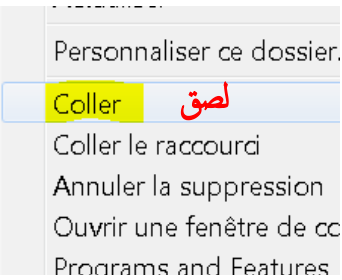 Personnaliser ce dossier.
Coller لصق
Coller le raccourci
Annuler la suppression
Ouvrir une fenêtre de
Programs and Features